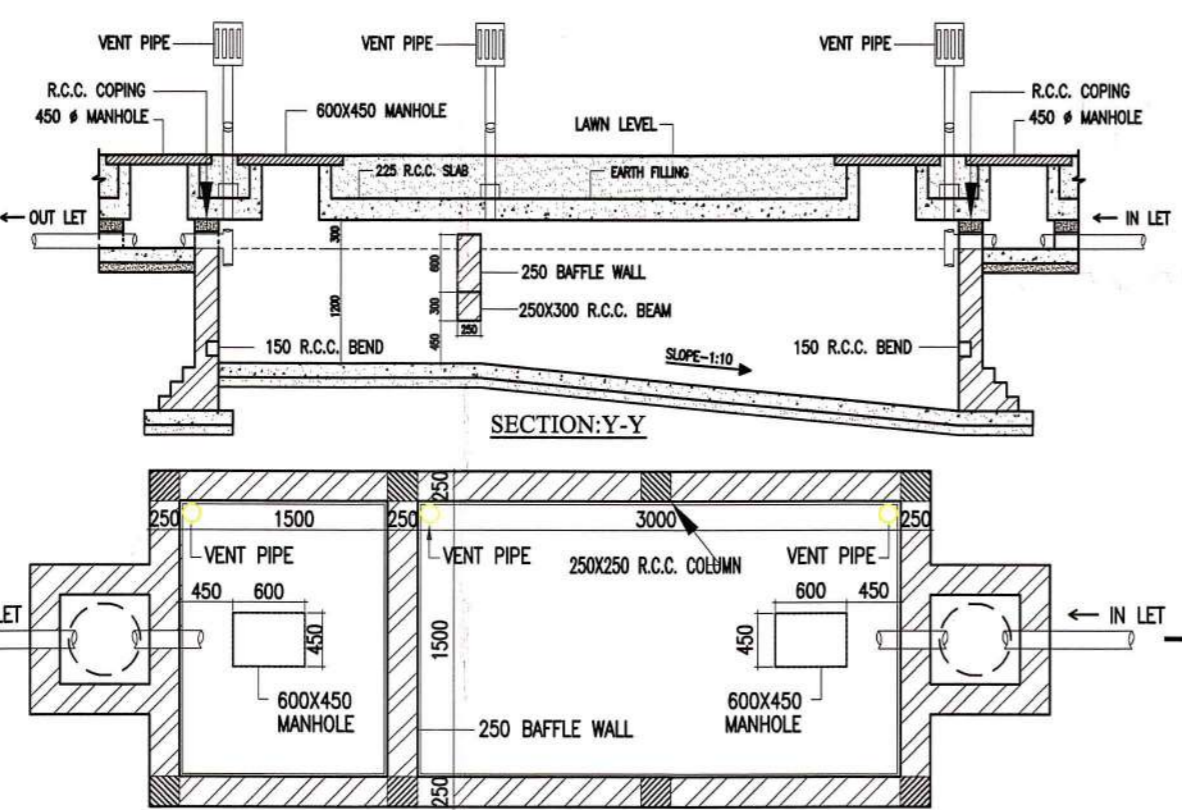 VENT PIPE
VENT PIPE
VENT PIPE
R.C.C. COPING
450 ø MANHOLE
600X450 MANHOLE
LAWN LEVEL
R.C.C. COPING
450 ø MANHOLE
225 R.C.C. SLAB
EARTH FILLING
← OUT LET
← IN LET
300
1200
600
300
450
250
250 BAFFLE WALL
250X300 R.C.C. BEAM
150 R.C.C. BEND
SLOPE-1:10
150 R.C.C. BEND
SECTION:Y-Y
250
250
1500
250
3000
250
VENT PIPE
VENT PIPE
250X250 R.C.C. COLUMN
VENT PIPE
450
600
450
1500
600
450
450
LET
← IN LET
600X450
MANHOLE
600X450
MANHOLE
250 BAFFLE WALL
250